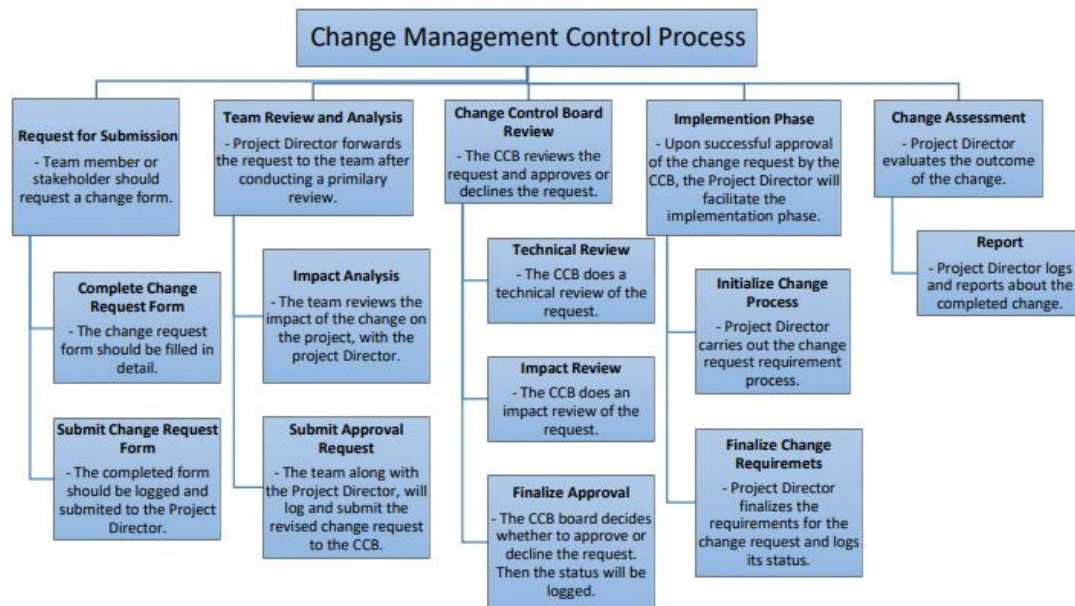 Change Management Control Process
Request for Submission
- Team member or
stakeholder should
request a change form.
Complete Change
Request Form
- The change request
form should be filled in
detail.
Submit Change Request
Form
- The completed form
should be logged and
submited to the Project
Director.
Team Review and Analysis
- Project Director forwards
the request to the team after
conducting a primilary
review.
Impact Analysis
- The team reviews the
impact of the change on
the project, with the
project Director.
Submit Approval
Request
- The team along with
the Project Director, will
log and submit the
revised change request
to the CCB.
Change Control Board
Review
- The CCB reviews the
request and approves or
declines the request.
Technical Review
- The CCB does a
technical review of the
request.
Impact Review
- The CCB does an
impact review of the
request.
Finalize Approval
- The CCB board decides
whether to approve or
decline the request.
Then the status will be
logged.
Implemention Phase
- Upon successful approval
of the change request by the
CCB, the Project Director will
facilitate the
implementation phase.
Initialize Change
Process
- Project Director
carries out the change
request requirement
process.
Finalize Change
Requiremets
- Project Director
finalizes the
requirements for the
change request and logs
its status.
Change Assessment
- Project Director
evaluates the outcome
of the change.
Report
- Project Director logs
and reports about the
completed change.